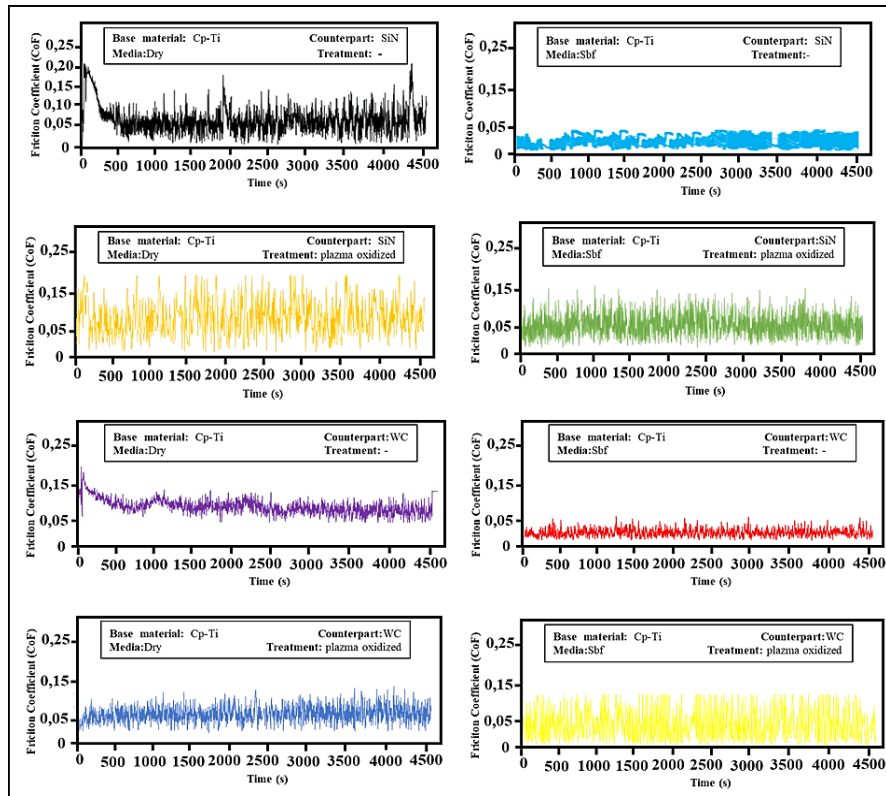 Friciton Coefficient (CoF)
Base material: Cp-Ti Counterpart: SiN
Media:Dry Treatment: -
0,25
0,20
0,15
0,10
0,05
0
0 500 1000 1500 2000 2500 3000 3500 4000 4500
Time (s)
Friciton Coefficient (CoF)
Base material: Cp-Ti Counterpart: SiN
Media:Sbf Treatment:-
0,25
0,15
0,05
0
0 500 1000 1500 2000 2500 3000 3500 4000 4500
Time (s)
Friciton Coefficient (CoF)
Base material: Cp-Ti Counterpart: SiN
Media:Dry Treatment: plazma oxidized
0,25
0,15
0,05
0
0 500 1000 1500 2000 2500 3000 3500 4000 4500
Time (s)
Friciton Coefficient (CoF)
Base material: Cp-Ti Counterpart:SiN
Media:Sbf Treatment: plazma oxidized
0,25
0,15
0,05
0
0 500 1000 1500 2000 2500 3000 3500 4000 4500
Time (s)
Friciton Coefficient (CoF)
Base material: Cp-Ti Counterpart:WC
Media:Dry Treatment: -
0,25
0,15
0,05
0
0 500 1000 1500 2000 2500 3000 3500 4000 4500
Time (s)
Friciton Coefficient (CoF)
Base material: Cp-Ti Counterpart:WC
Media:Sbf Treatment: -
0,25
0,15
0,05
0
0 500 1000 1500 2000 2500 3000 3500 4000 4500
Time (s)
Friciton Coefficient (CoF)
Base material: Cp-Ti Counterpart:WC
Media:Dry Treatment: plazma oxidized
0,25
0,15
0,05
0
0 500 1000 1500 2000 2500 3000 3500 4000 4500
Time (s)
Friciton Coefficient (CoF)
Base material: Cp-Ti Counterpart:WC
Media:Sbf Treatment: plazma oxidized
0,25
0,15
0,05
0
0 500 1000 1500 2000 2500 3000 3500 4000 4500
Time (s)